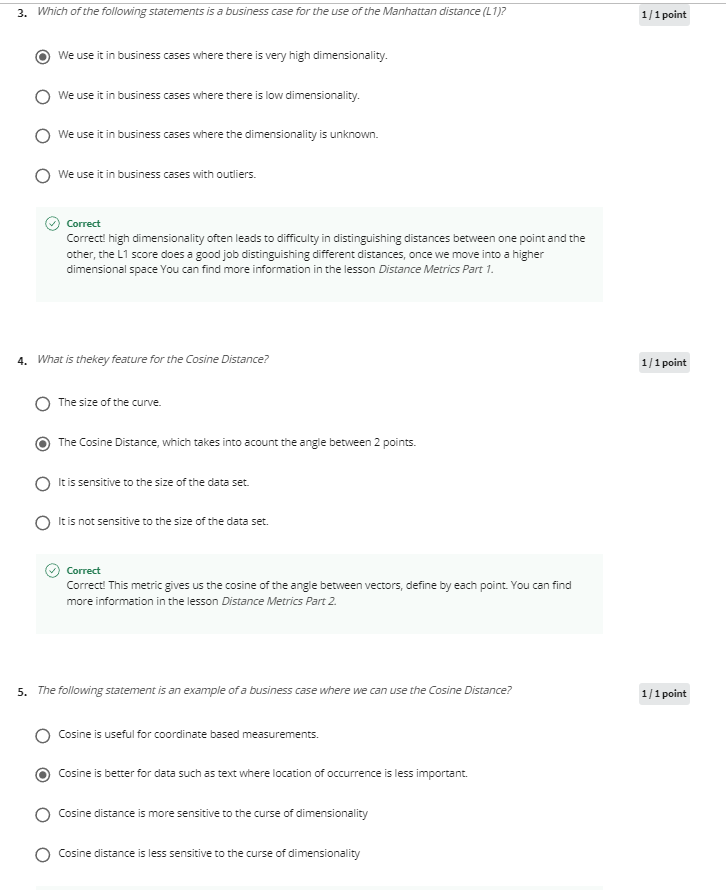 3. Which of the following statements is a business case for the use of the Manhattan distance (L1)?
1 / 1 point
We use it in business cases where there is very high dimensionality.
We use it in business cases where there is low dimensionality.
We use it in business cases where the dimensionality is unknown.
We use it in business cases with outliers.
Correct
Correct! high dimensionality often leads to difficulty in distinguishing distances between one point and the
other, the L1 score does a good job distinguishing different distances, once we move into a higher
dimensional space You can find more information in the lesson Distance Metrics Part 1.
4. What is thekey feature for the Cosine Distance?
1 / 1 point
The size of the curve.
The Cosine Distance, which takes into acount the angle between 2 points.
It is sensitive to the size of the data set.
It is not sensitive to the size of the data set.
Correct
Correct! This metric gives us the cosine of the angle between vectors, define by each point. You can find
more information in the lesson Distance Metrics Part 2.
5. The following statement is an example of a business case where we can use the Cosine Distance?
1 / 1 point
Cosine is useful for coordinate based measurements.
Cosine is better for data such as text where location of occurrence is less important.
Cosine distance is more sensitive to the curse of dimensionality
Cosine distance is less sensitive to the curse of dimensionality